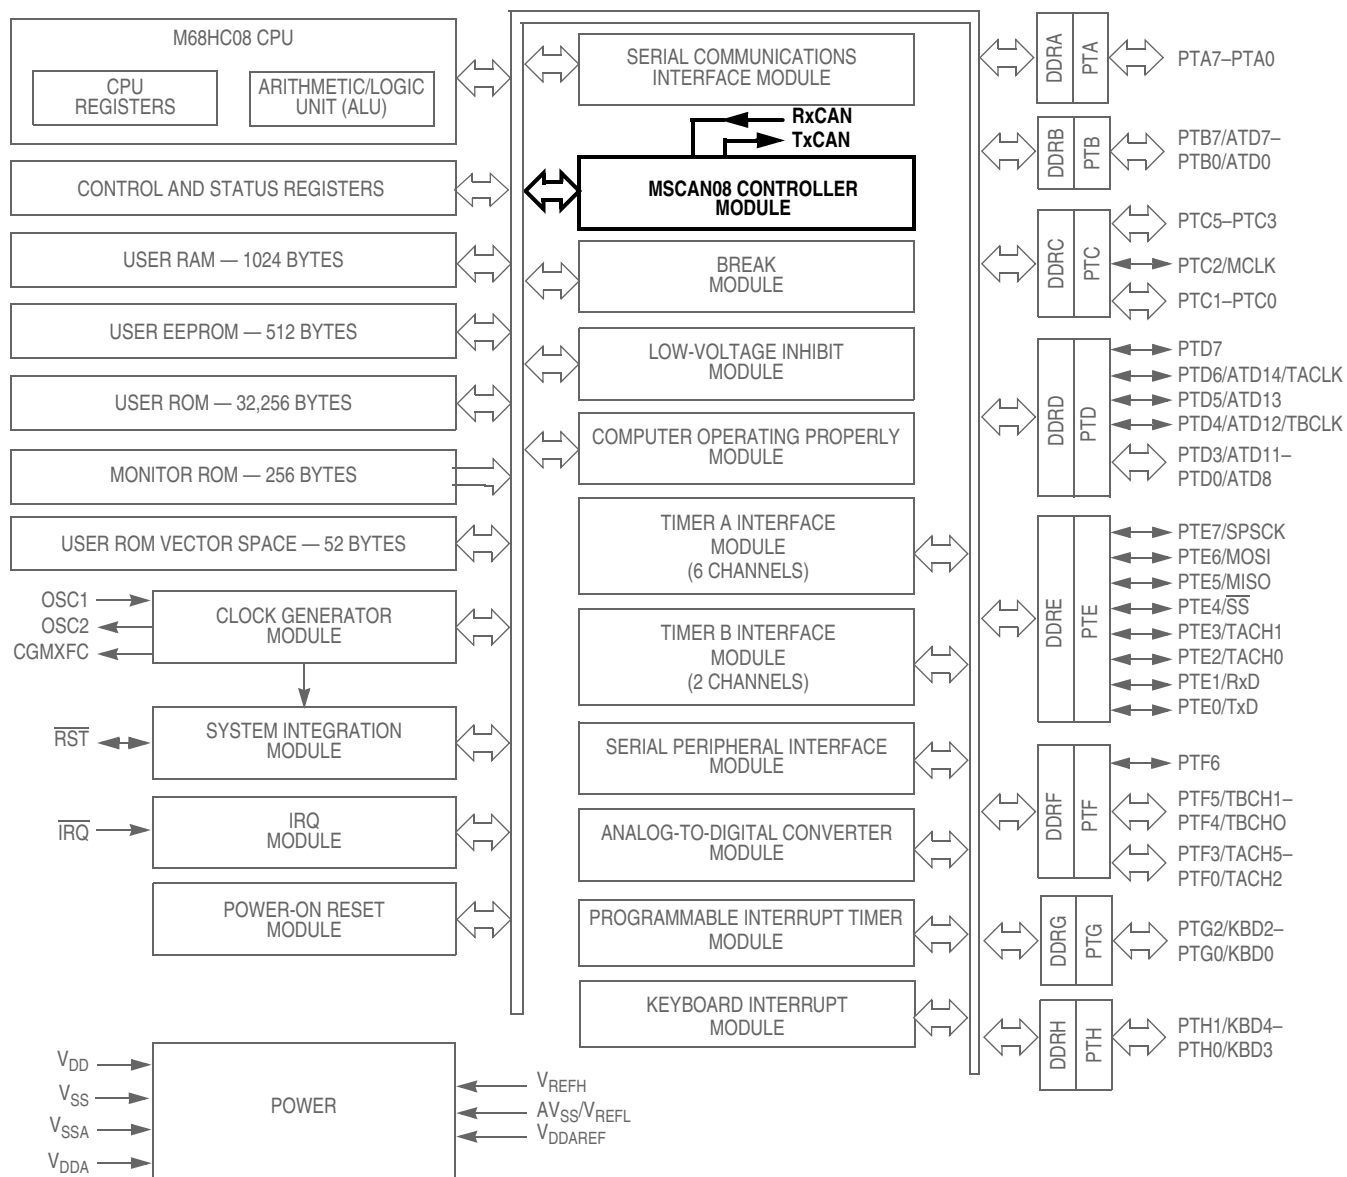 M68HC08 CPU
CPU
REGISTERS
ARITHMETIC/LOGIC
UNIT (ALU)
CONTROL AND STATUS REGISTERS
USER RAM — 1024 BYTES
USER EEPROM — 512 BYTES
USER ROM — 32,256 BYTES
MONITOR ROM — 256 BYTES
USER ROM VECTOR SPACE — 52 BYTES
OSC1
OSC2
CGMXFC
CLOCK GENERATOR
MODULE
RST
SYSTEM INTEGRATION
MODULE
IRQ
IRQ
MODULE
POWER-ON RESET
MODULE
VDD
VSS
VSSA
VDDA
POWER
VREFH
AVSS/VREFL
VDDAREF
SERIAL COMMUNICATIONS
INTERFACE MODULE
RxCAN
TxCAN
MSCAN08 CONTROLLER
MODULE
BREAK
MODULE
LOW-VOLTAGE INHIBIT
MODULE
COMPUTER OPERATING PROPERLY
MODULE
TIMER A INTERFACE
MODULE
(6 CHANNELS)
TIMER B INTERFACE
MODULE
(2 CHANNELS)
SERIAL PERIPHERAL INTERFACE
MODULE
ANALOG-TO-DIGITAL CONVERTER
MODULE
PROGRAMMABLE INTERRUPT TIMER
MODULE
KEYBOARD INTERRUPT
MODULE
DDRA
PTA
PTA7–PTA0
DDRB
PTB
PTB7/ATD7–
PTB0/ATD0
DDRC
PTC
PTC5–PTC3
PTC2/MCLK
PTC1–PTC0
DDRD
PTD
PTD7
PTD6/ATD14/TACLK
PTD5/ATD13
PTD4/ATD12/TBCLK
PTD3/ATD11–
PTD0/ATD8
DDRE
PTE
PTE7/SPSCK
PTE6/MOSI
PTE5/MISO
PTE4/SS
PTE3/TACH1
PTE2/TACH0
PTE1/RxD
PTE0/TxD
DDRF
PTF
PTF6
PTF5/TBCH1–
PTF4/TBCHO
PTF3/TACH5–
PTF0/TACH2
DDRG
PTG
PTG2/KBD2–
PTG0/KBD0
DDRH
PTH
PTH1/KBD4–
PTH0/KBD3